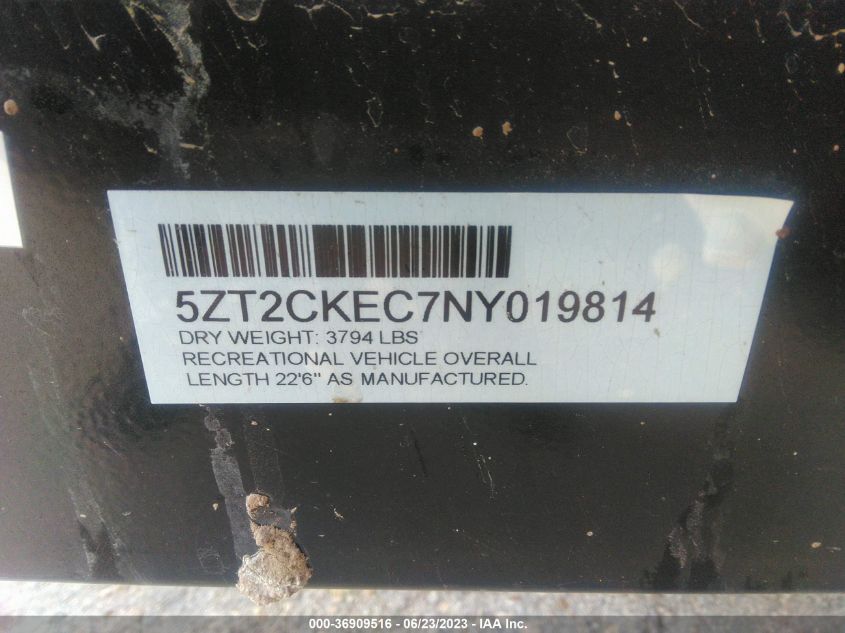 5ZT2CKEC7NY019814
DRY WEIGHT: 3794 LBS
RECREATIONAL VEHICLE OVERALL
LENGTH 22'6" AS MANUFACTURED.
000-36909516 - 06/23/2023 - IAA Inc.